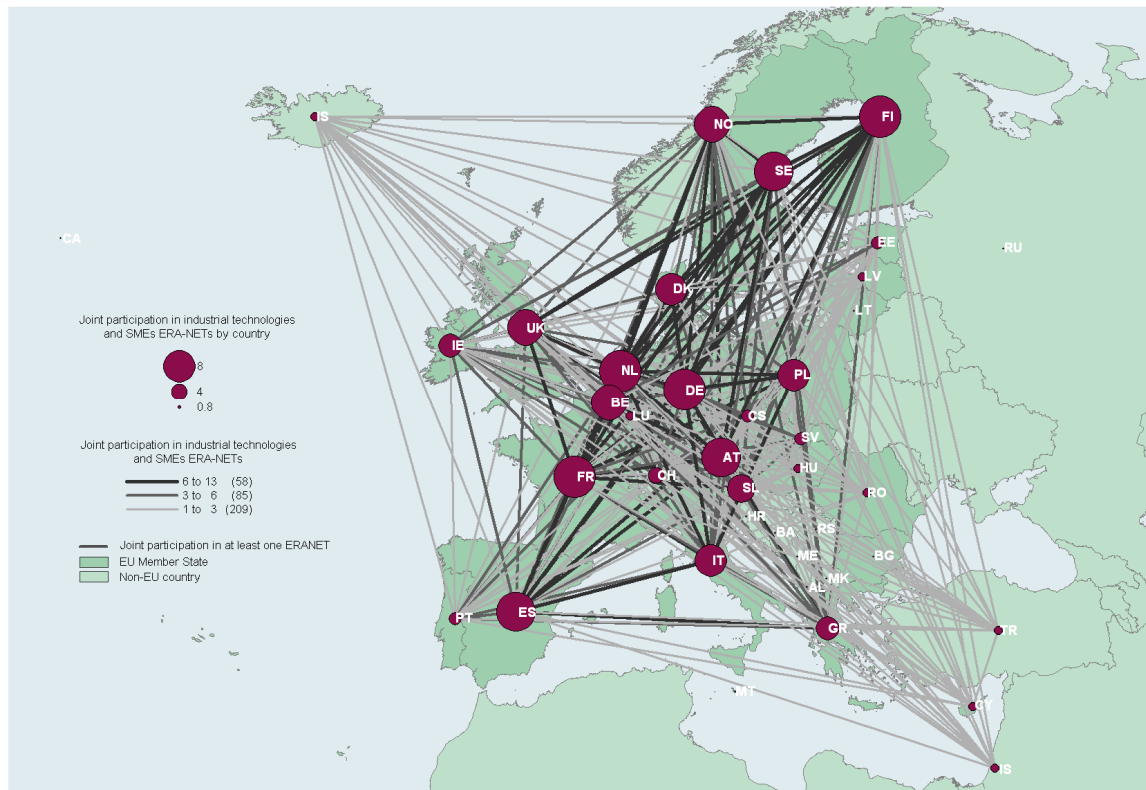 IS
NO
FI
SE
CA
EE
RU
LV
DK
LT
Joint participation in industrial technologies
and SMEs ERA-NETs by country
8
4
0.8
UK
IE
NL
DE
PL
BE
LU
CS
SV
AT
HU
FR
CH
SL
RO
Joint participation in industrial technologies
and SMEs ERA-NETs
6 to 13 (58)
3 to 6 (85)
1 to 3 (209)
HR
BA
RS
Joint participation in at least one ERANET
EU Member State
Non-EU country
IT
ME
BG
MK
AL
ES
PT
GR
TR
MT
CY
IS